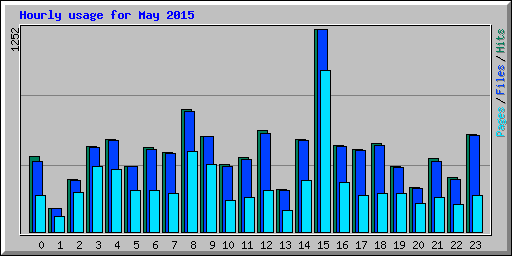 Hourly usage for May 2015
1252
Pages/Files/Hits
0 1 2 3 4 5 6 7 8 9 10 11 12 13 14 15 16 17 18 19 20 21 22 23